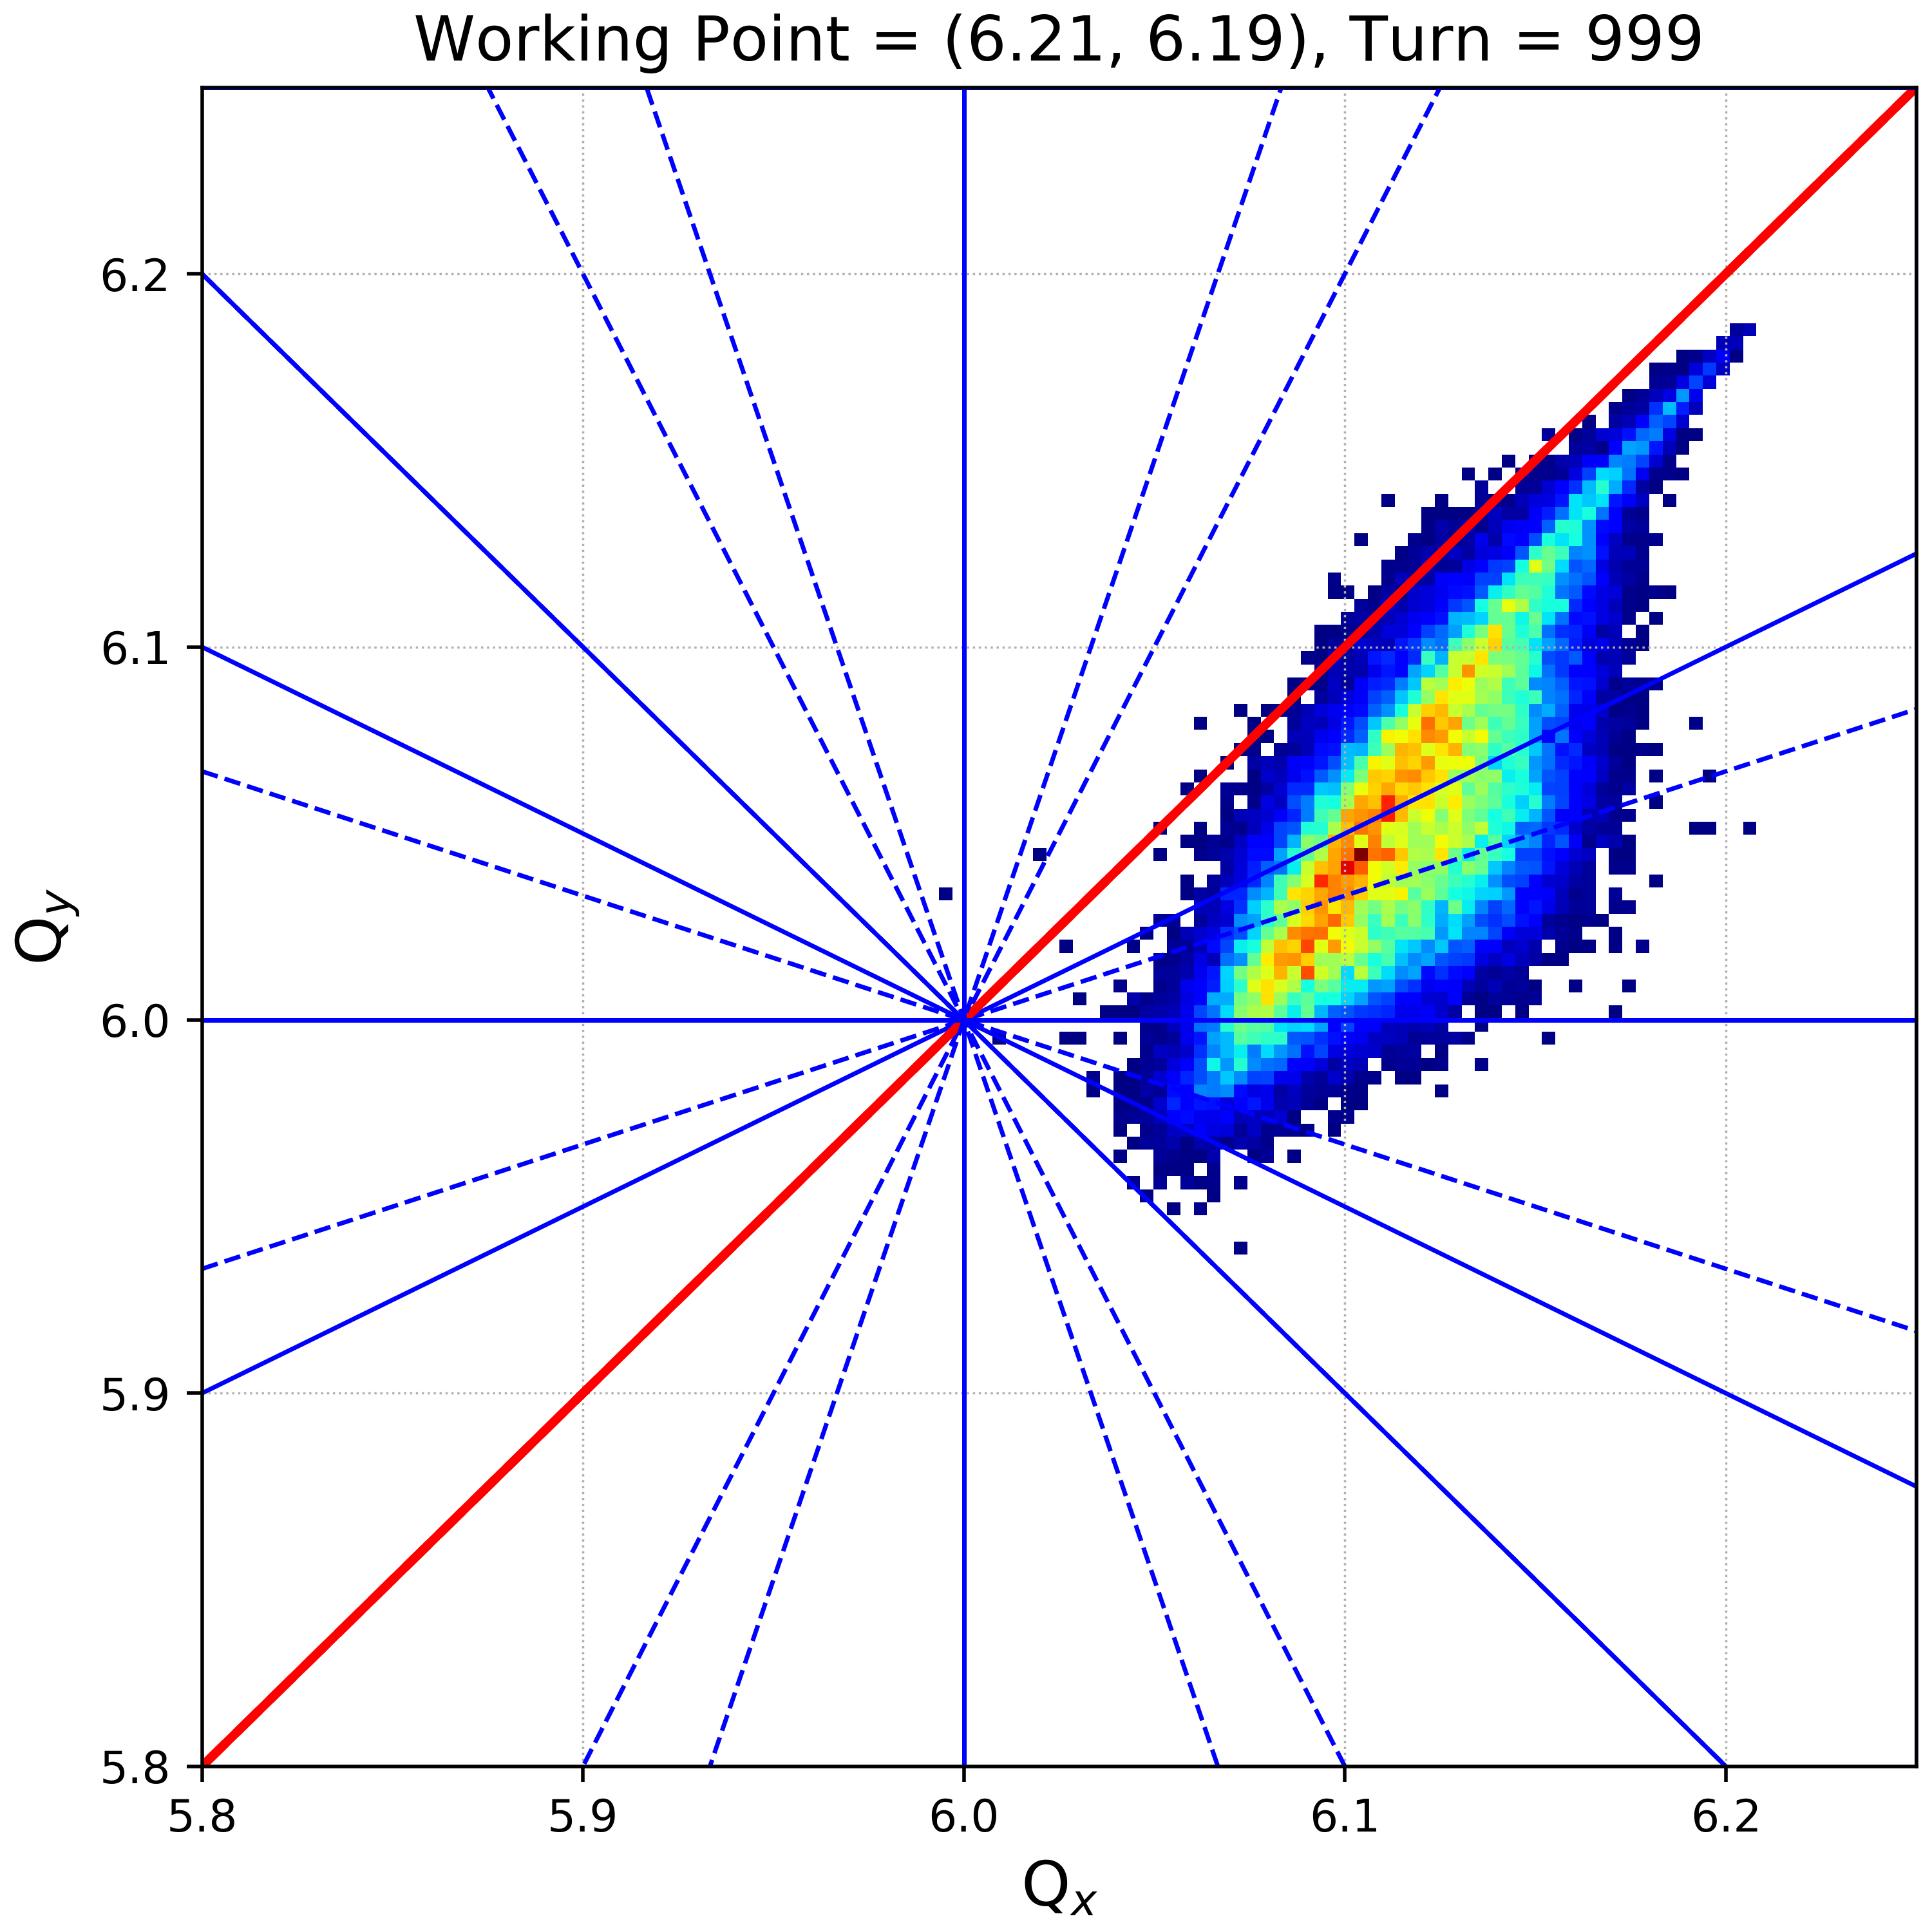 Working Point = (6.21, 6.19), Turn = 999
6.2
6.1
6.0
5.9
5.8
Qy
5.8 5.9 6.0 6.1 6.2
Qx